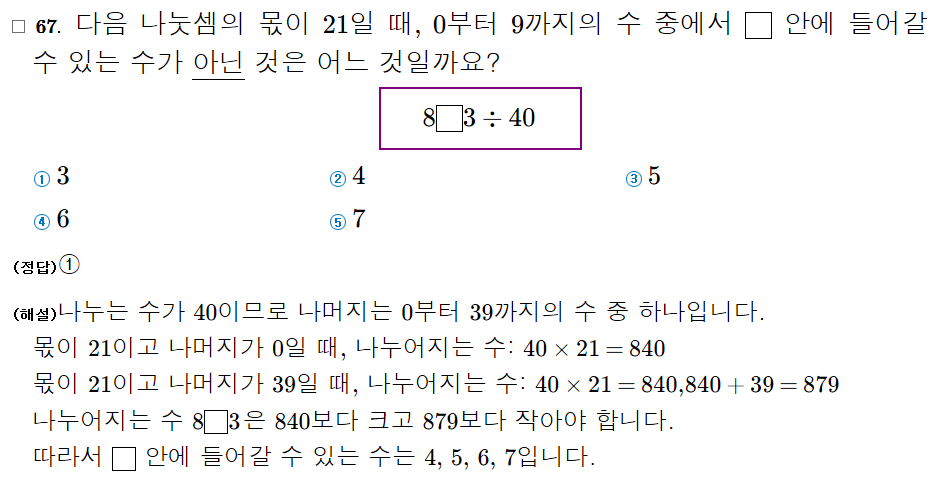 □ 67. 다음 나눗셈의 몫이 21일 때, 0부터 9까지의 수 중에서 □ 안에 들어갈
수 있는 수가 아닌 것은 어느 것일까요?
8□3 ÷ 40
① 3 ② 4 ③ 5
④ 6 ⑤ 7
(정답)①
(해설)나누는 수가 40이므로 나머지는 0부터 39까지의 수 중 하나입니다.
몫이 21이고 나머지가 0일 때, 나누어지는 수: 40 × 21 = 840
몫이 21이고 나머지가 39일 때, 나누어지는 수: 40 × 21 = 840,840 + 39 = 879
나누어지는 수 8□3은 840보다 크고 879보다 작아야 합니다.
따라서 □ 안에 들어갈 수 있는 수는 4, 5, 6, 7입니다.